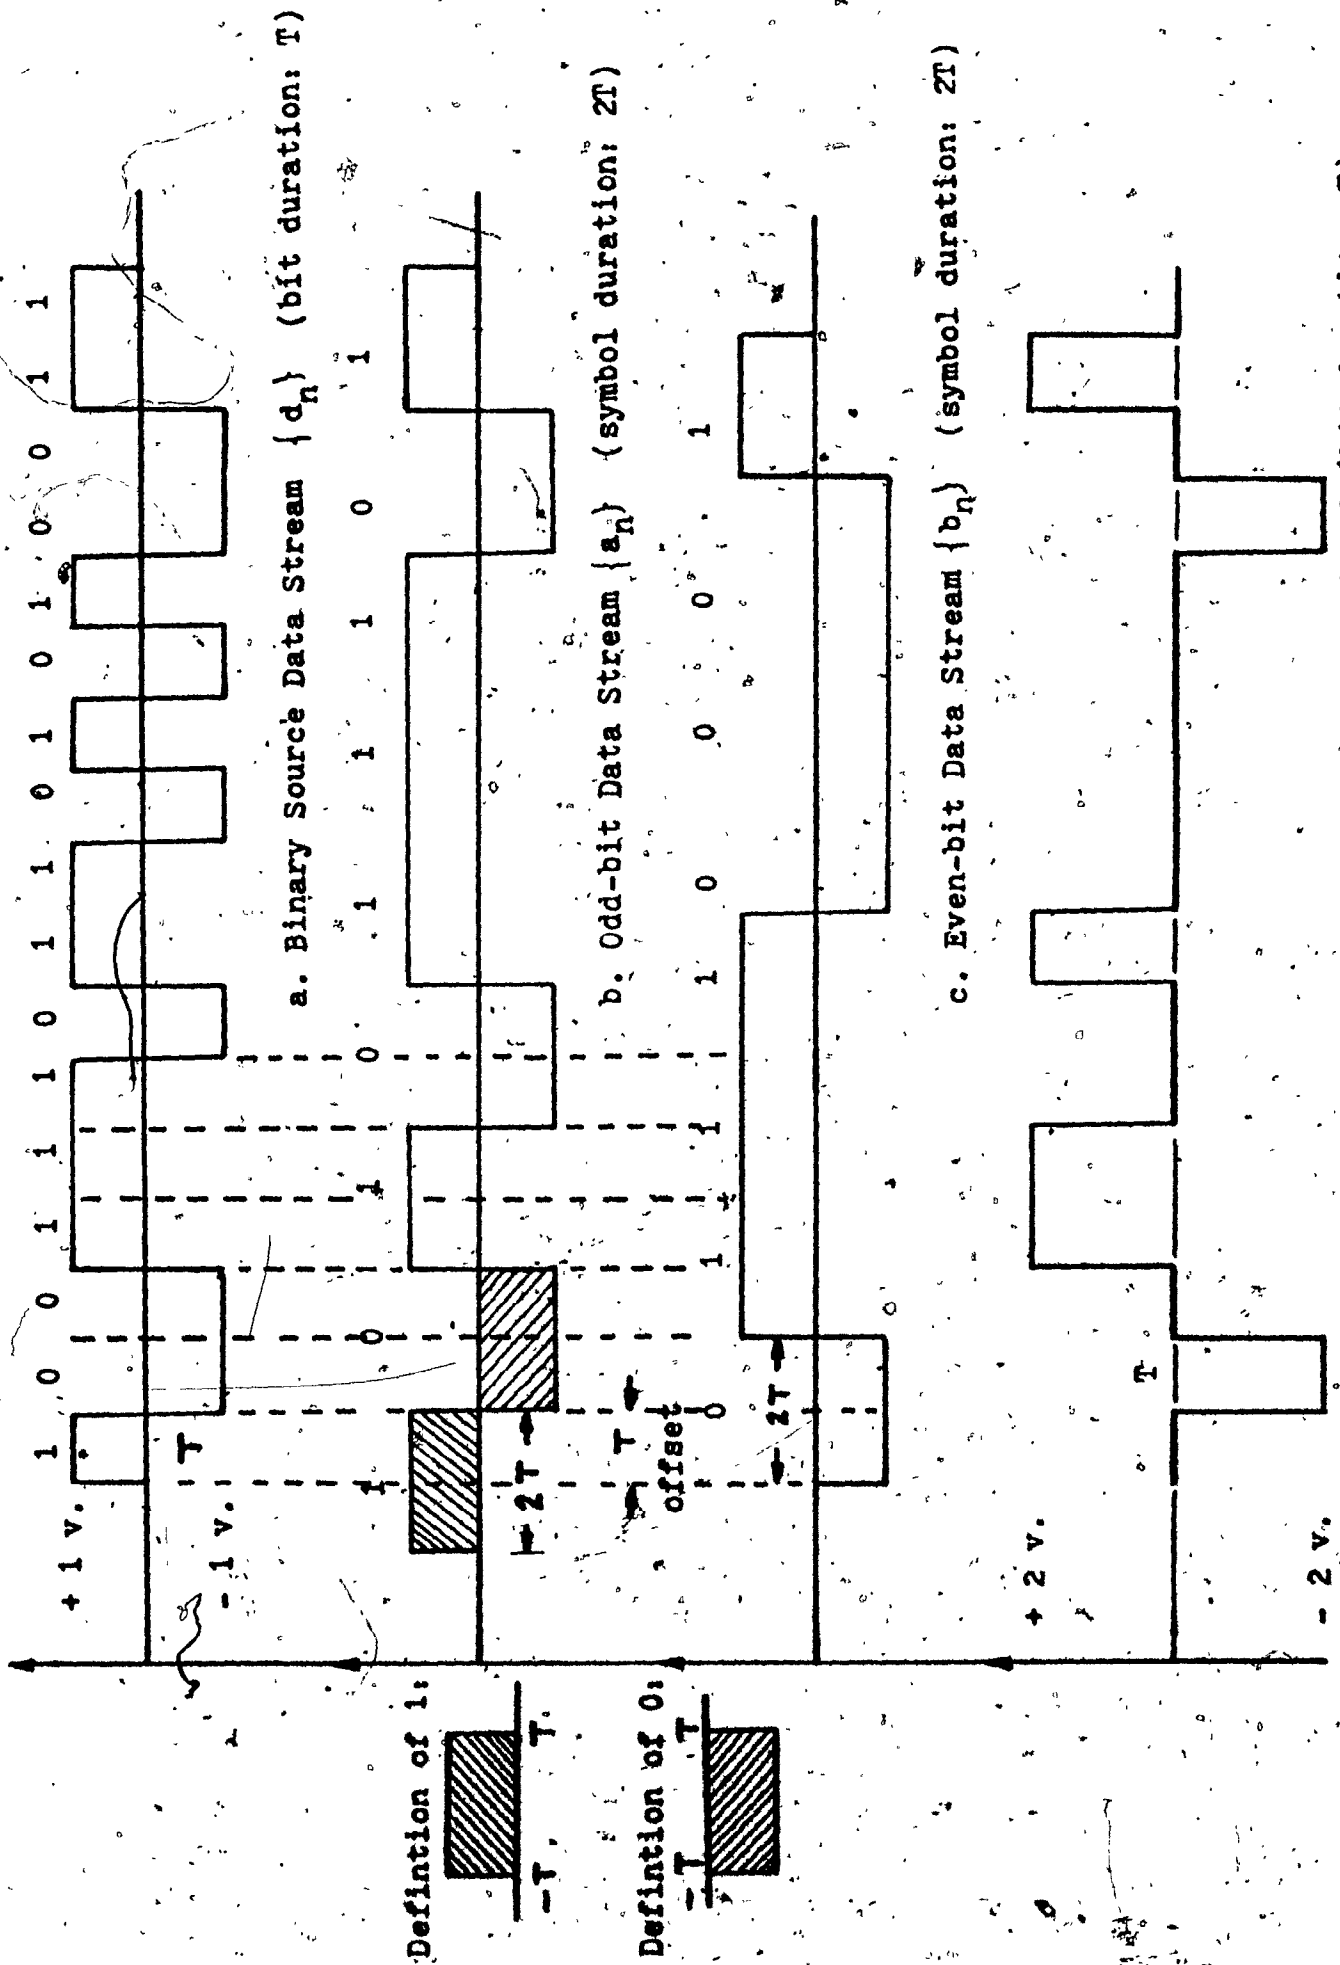 + 1 v.
1 0 0 1 1 1 0 1 1 0 1 0 1 0 0 1 1
T
- 1 v.
a. Binary Source Data Stream {dn} (bit duration: T)
1 0 1 0 1 1 1 0 1
Defintion of 1:
-T T
2T
b. Odd-bit Data Stream {an} (symbol duration: 2T)
T
offset
Defintion of 0:
-T T
0 1 1 1 0 0 0 1
2T
c. Even-bit Data Stream {bn} (symbol duration: 2T)
+ 2 v.
T
- 2 v.